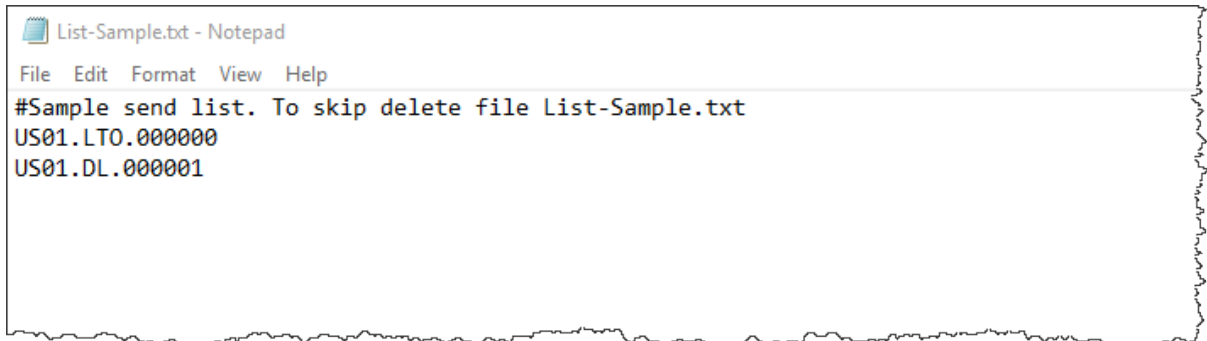 List-Sample.txt - Notepad
File Edit Format View Help
#Sample send list. To skip delete file List-Sample.txt
US01.LTO.000000
US01.DL.000001